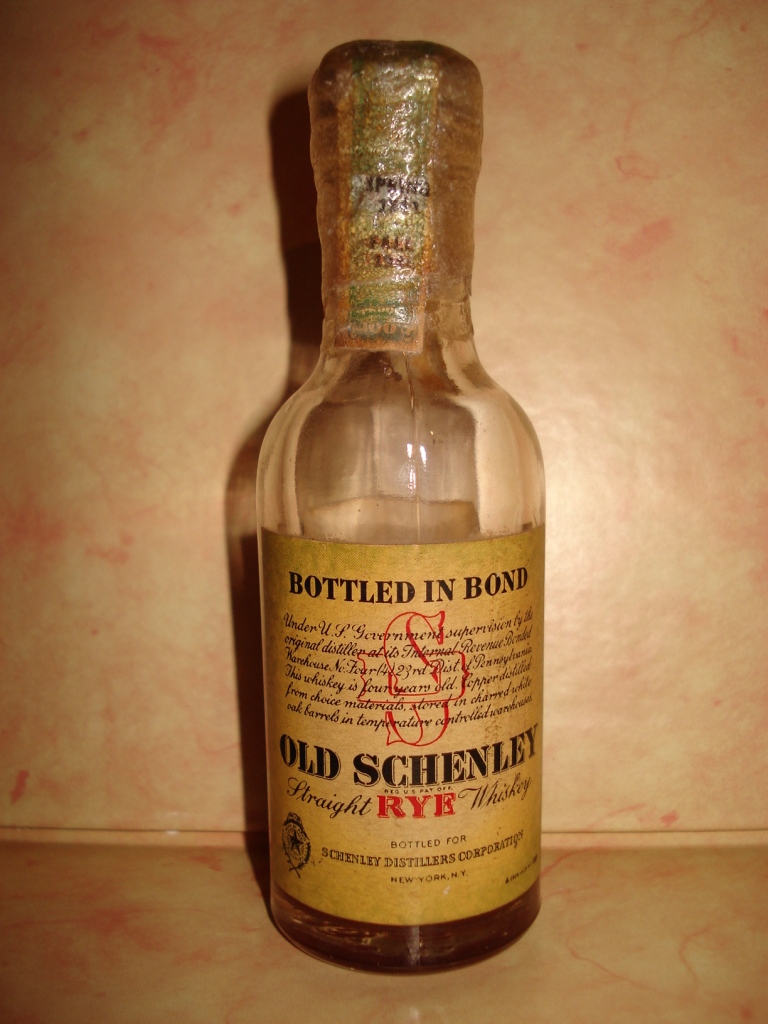 SPRING
FALL
BOTTLED IN BOND
Under U.S. Government supervision by the
original distiller at its Internal Revenue Bonded
Warehouse No. Four (4) 23rd Dist. of Pennsylvania
This whiskey is four years old. Copper distilled
from choice materials, stored in charred white
oak barrels in temperature controlled warehouses.
S
OLD SCHENLEY
REG. U.S. PAT. OFF.
Straight RYE Whiskey
BOTTLED FOR
SCHENLEY DISTILLERS CORPORATION
NEW YORK, N.Y.